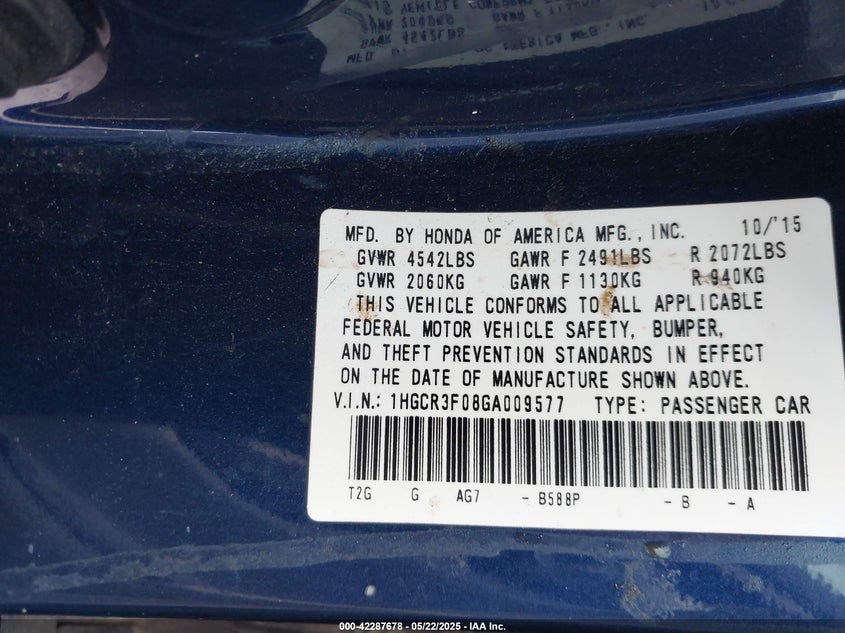 MFD. BY HONDA OF AMERICA MFG., INC. 10/'15
GVWR 4542LBS GAWR F 2491LBS R 2072LBS
GVWR 2060KG GAWR F 1130KG R 940KG
THIS VEHICLE CONFORMS TO ALL APPLICABLE
FEDERAL MOTOR VEHICLE SAFETY, BUMPER,
AND THEFT PREVENTION STANDARDS IN EFFECT
ON THE DATE OF MANUFACTURE SHOWN ABOVE.
V.I.N.: 1HGCR3F08GA009577 TYPE: PASSENGER CAR
T2G G AG7 - B588P - B - A
000-42287678 - 05/22/2025 - IAA Inc.